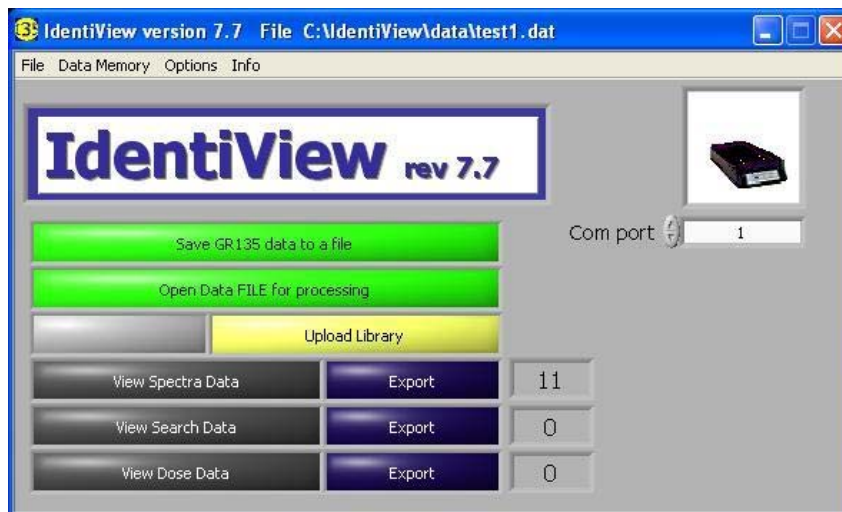 IdentiView version 7.7 File C:\IdentiView\data\test1.dat
File Data Memory Options Info
IdentiView rev 7.7
Com port 1
Save GR135 data to a file
Open Data FILE for processing
Upload Library
View Spectra Data Export 11
View Search Data Export 0
View Dose Data Export 0